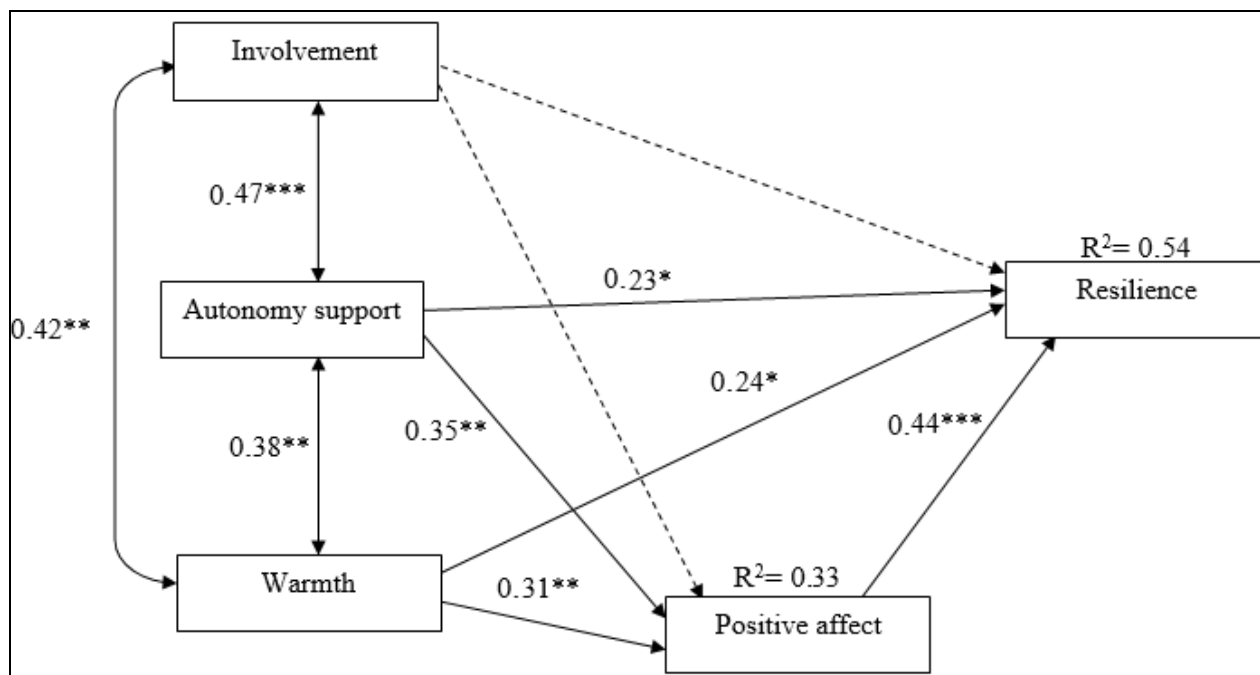 Involvement
0.47***
R²= 0.54
0.23*
Resilience
Autonomy support
0.42**
0.24*
0.35**
0.44***
0.38**
R²= 0.33
Warmth
0.31**
Positive affect